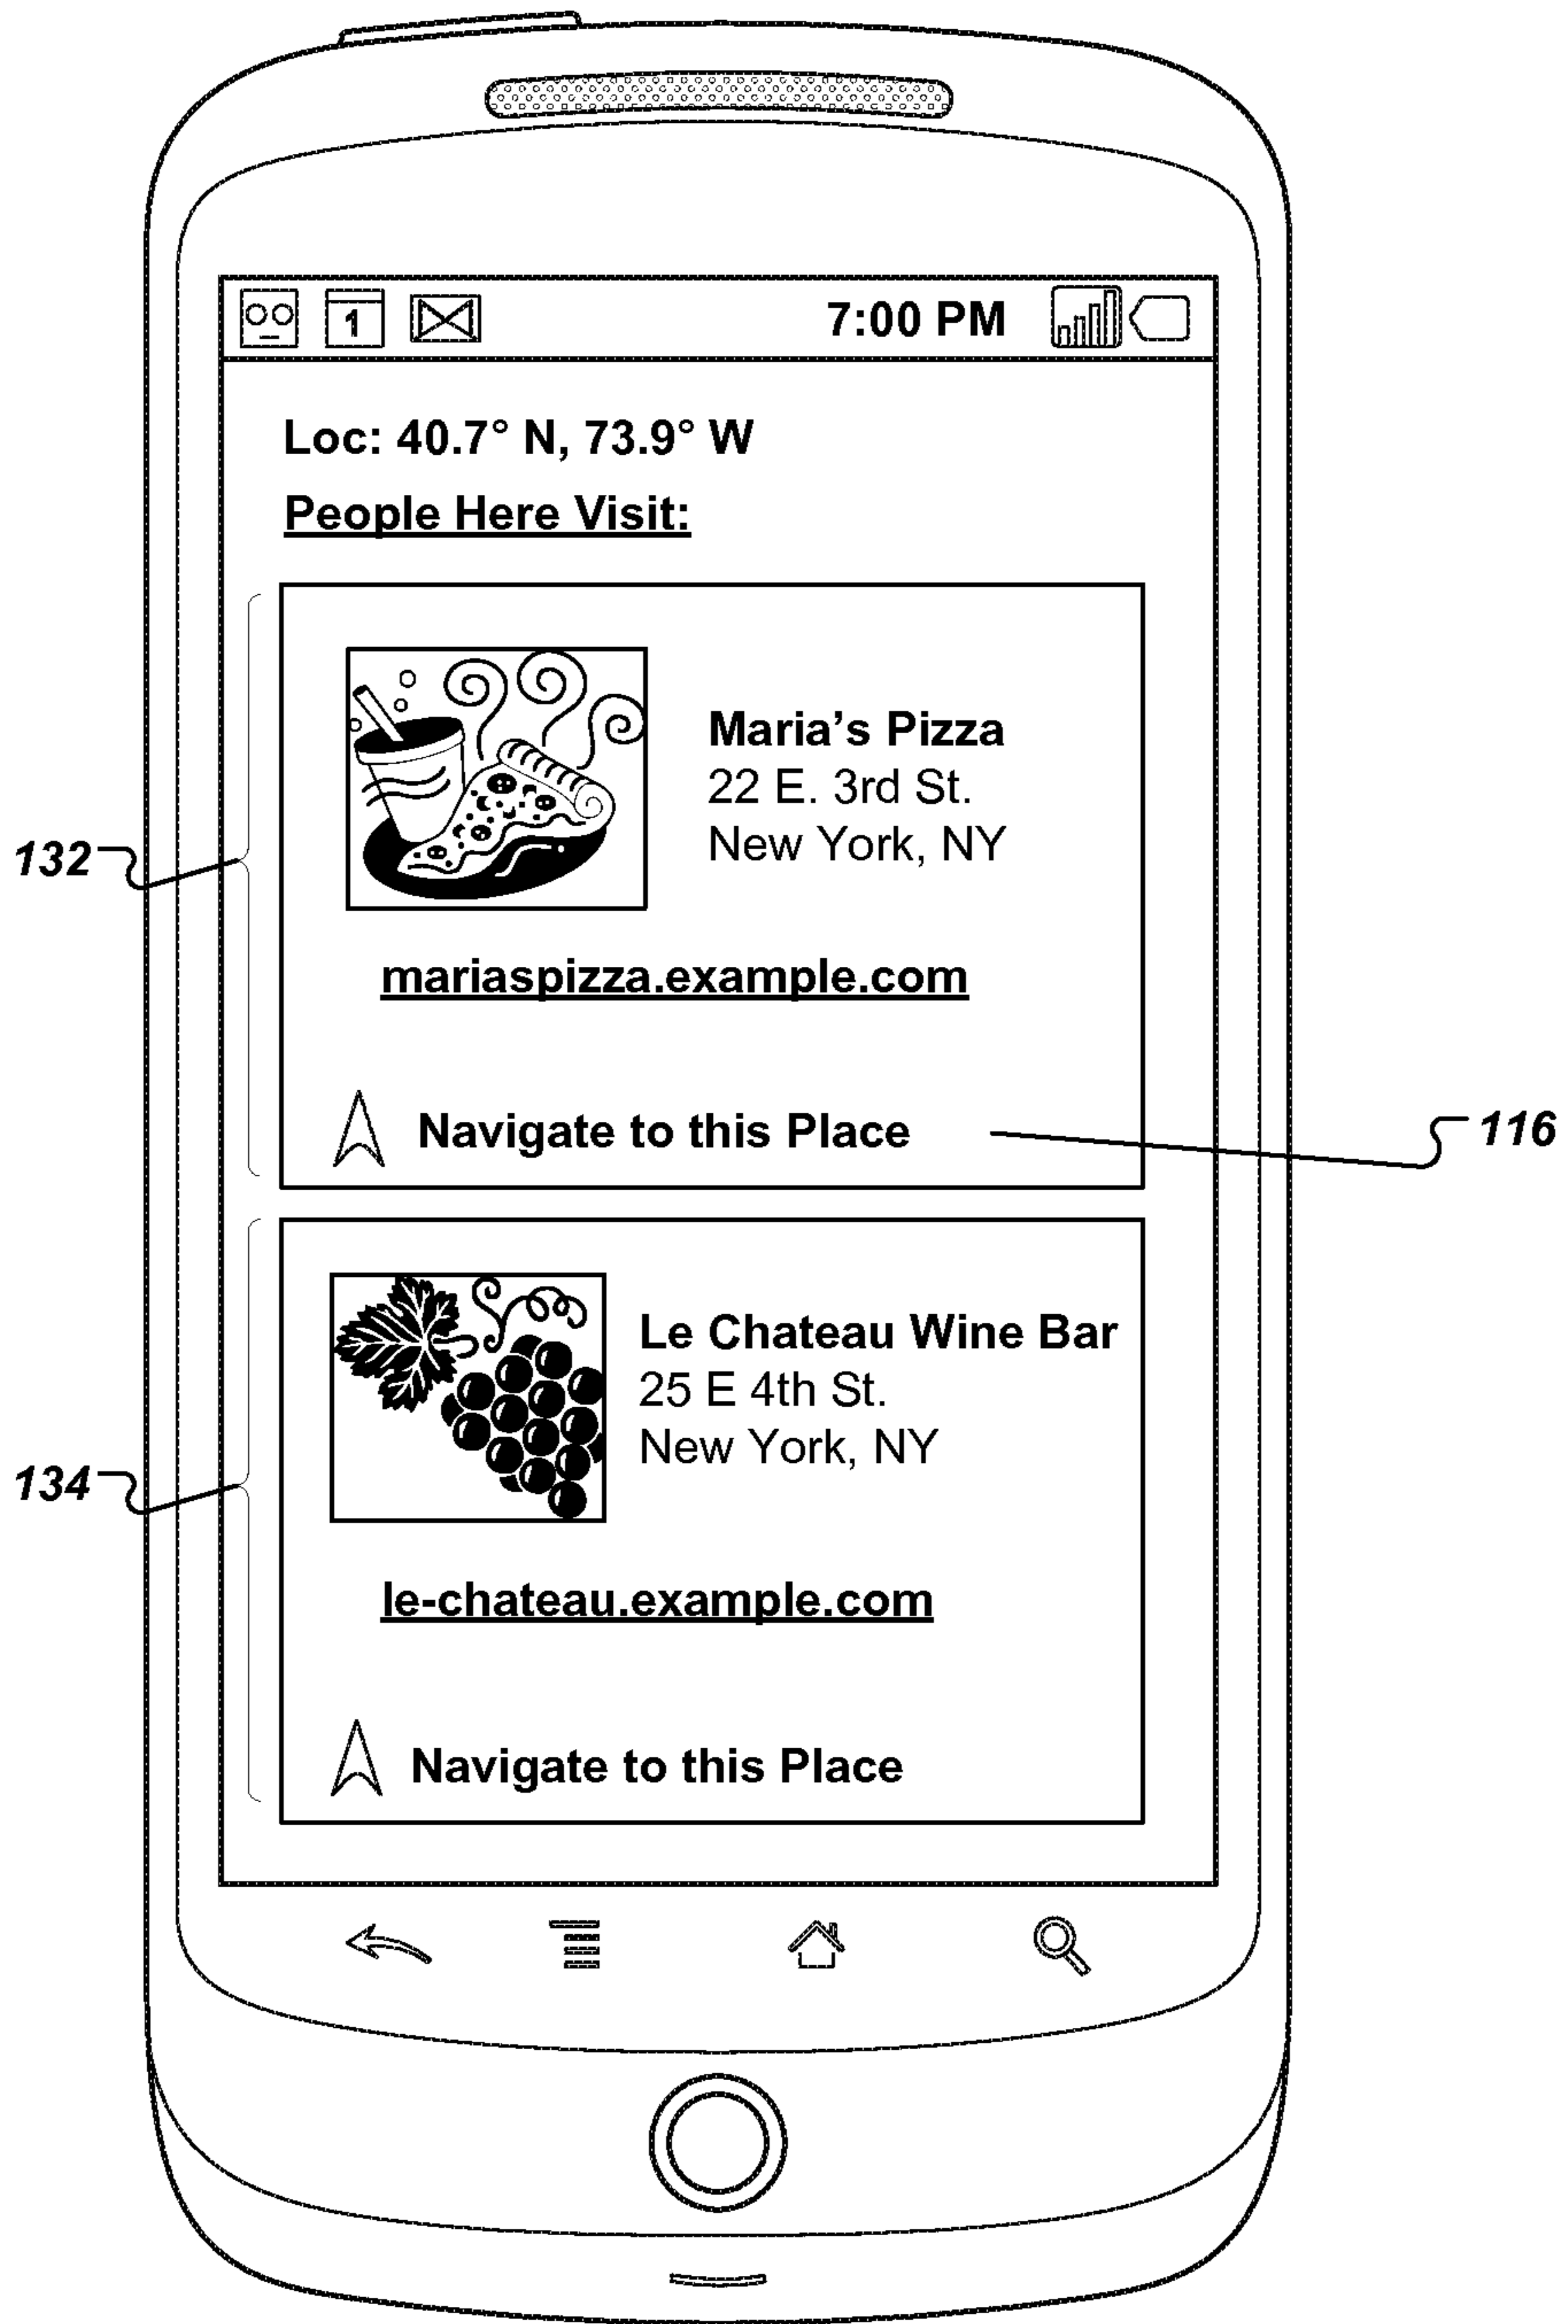 1
7:00 PM
Loc: 40.7° N, 73.9° W
People Here Visit:
Maria's Pizza
22 E. 3rd St.
New York, NY
132
mariaspizza.example.com
Navigate to this Place
116
Le Chateau Wine Bar
25 E 4th St.
New York, NY
134
le-chateau.example.com
Navigate to this Place